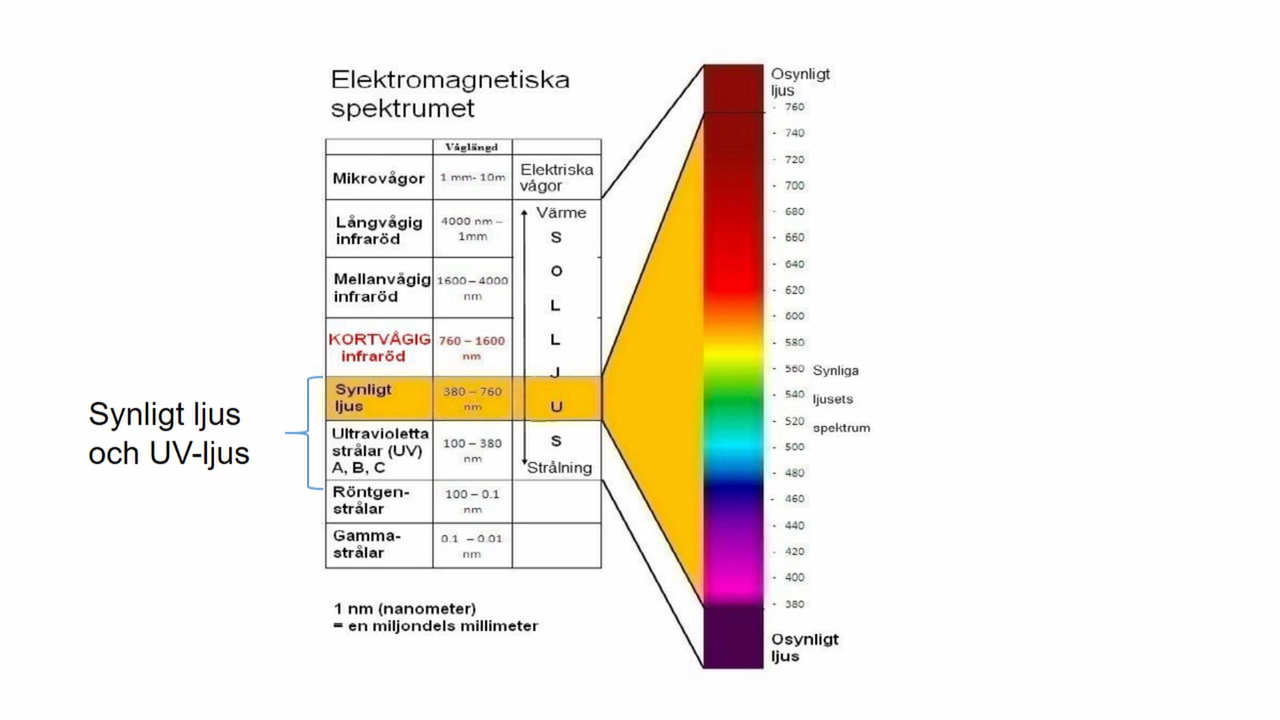 Elektromagnetiska
spektrumet
Våglängd
Mikrovågor
1 mm- 10m
Elektriska
vågor
Långvågig
infraröd
4000 nm –
1mm
Värme
Mellanvågig
infraröd
1600 – 4000
nm
KORTVÅGIG
infraröd
760 – 1600
nm
Synligt
ljus
380 – 760
nm
Ultravioletta
strålar (UV)
A, B, C
100 – 380
nm
S
O
L
L
J
U
S
Strålning
Röntgen-
strålar
100 – 0.1
nm
Gamma-
strålar
0.1 – 0.01
nm
1 nm (nanometer)
= en miljondels millimeter
Synligt ljus
och UV-ljus
Osynligt
ljus
- 760
- 740
- 720
- 700
- 680
- 660
- 640
- 620
- 600
- 580
- 560
- 540
- 520
- 500
- 480
- 460
- 440
- 420
- 400
- 380
Synliga
ljusets
spektrum
Osynligt
ljus